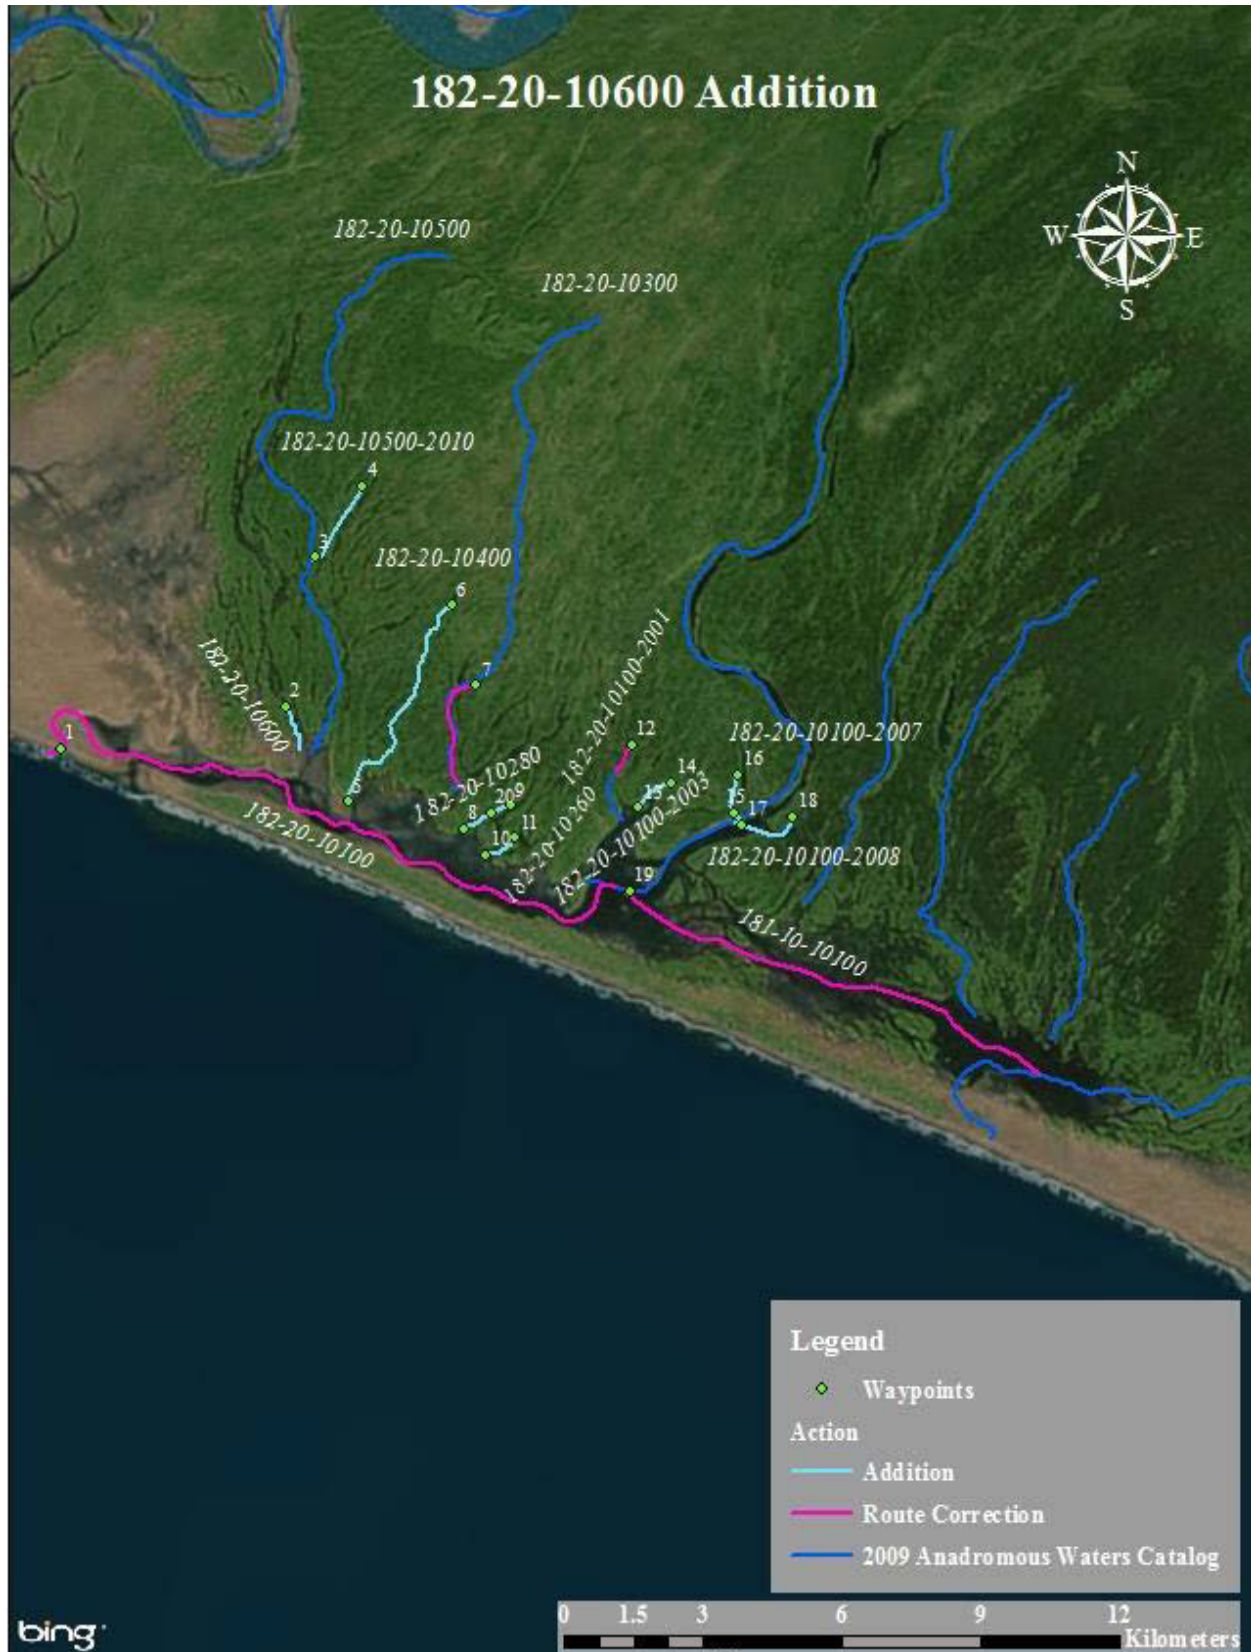 182-20-10600 Addition
N
W
E
S
182-20-10500
182-20-10300
182-20-10500-2010
4
3
182-20-10400
6
182-20-10600
2
7
182-20-10100-2001
1
12
182-20-10100-2007
16
14
13
15
17
18
5
182-20-10280
8
20
9
10
11
182-20-10260
182-20-10100-2003
182-20-10100-2008
182-20-10100
19
181-10-10100
Legend
Waypoints
Action
Addition
Route Correction
2009 Anadromous Waters Catalog
0 1.5 3 6 9 12
Kilometers
bing